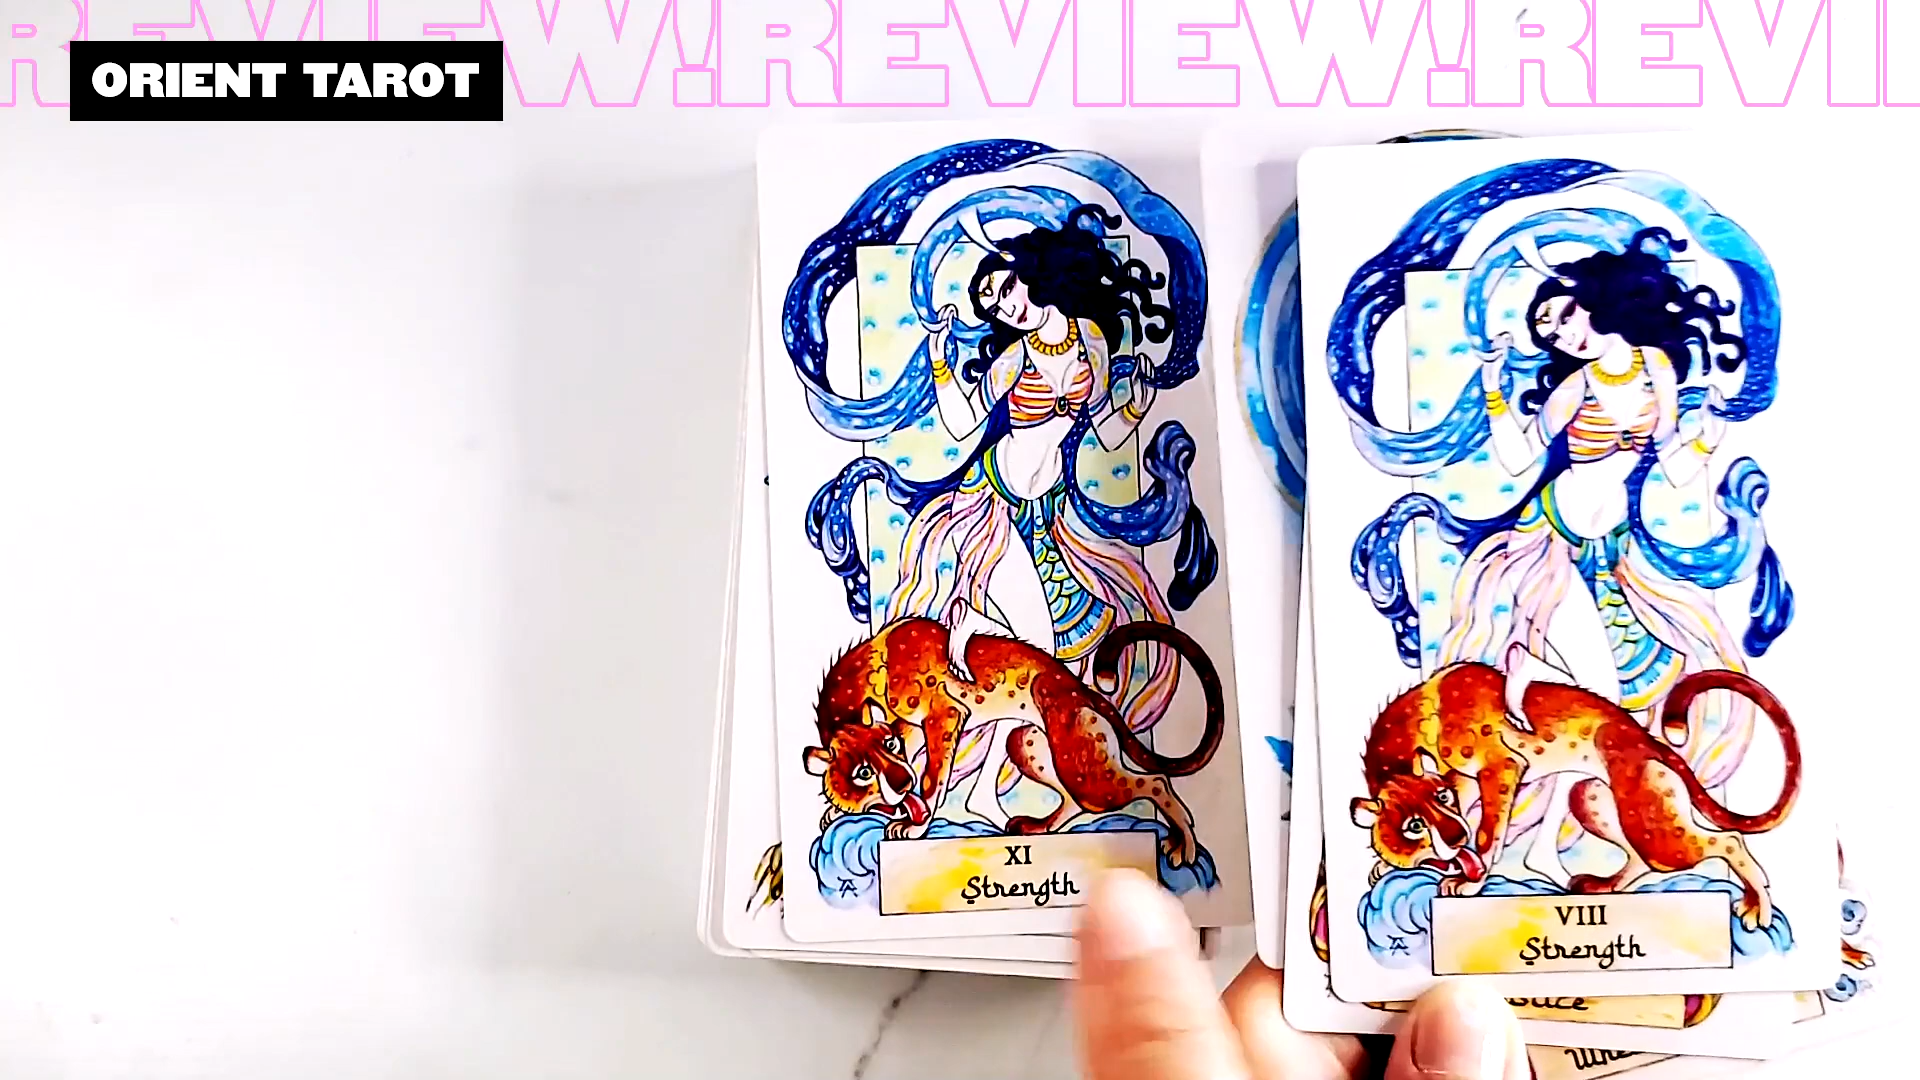 REVIEW!REVIEW!REVI
ORIENT TAROT
XI
Strength
VIII
Strength